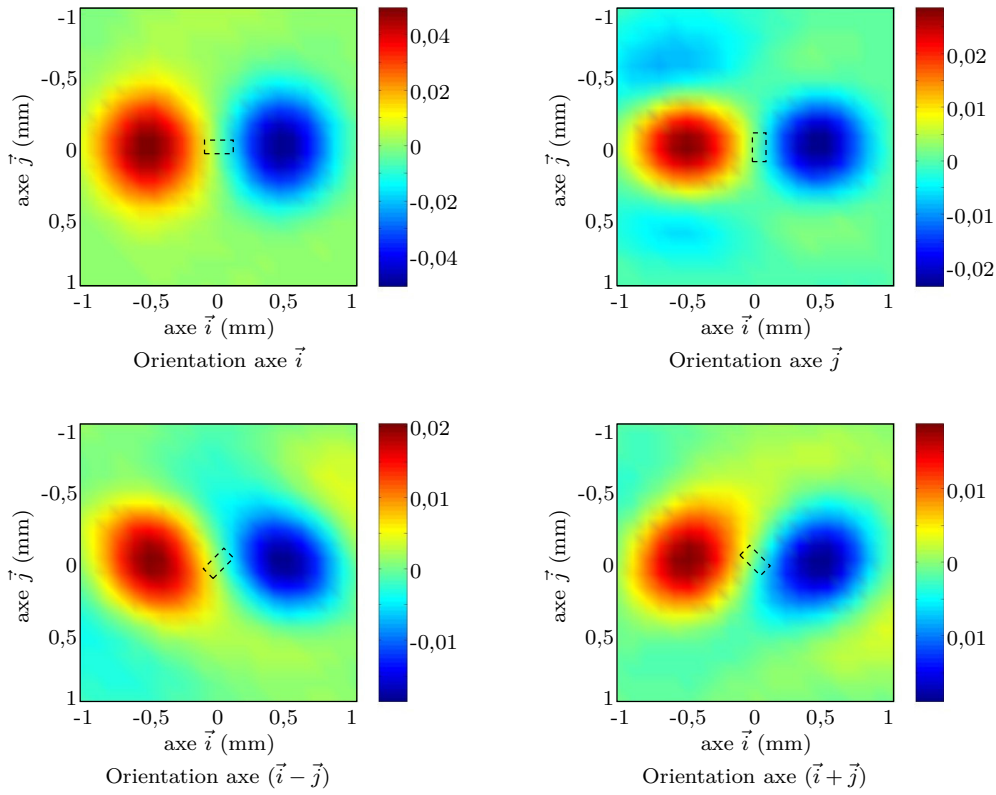 -1
-0,5
0
0,5
1
axe j⃗ (mm)
-1 -0,5 0 0,5 1
axe i⃗ (mm)
0,04
0,02
0
-0,02
-0,04
Orientation axe i⃗
-1
-0,5
0
0,5
1
axe j⃗ (mm)
-1 -0,5 0 0,5 1
axe i⃗ (mm)
0,02
0,01
0
-0,01
-0,02
Orientation axe j⃗
-1
-0,5
0
0,5
1
axe j⃗ (mm)
-1 -0,5 0 0,5 1
axe i⃗ (mm)
0,02
0,01
0
-0,01
Orientation axe (i⃗ − j⃗)
-1
-0,5
0
0,5
1
axe j⃗ (mm)
-1 -0,5 0 0,5 1
axe i⃗ (mm)
0,01
0
0,01
Orientation axe (i⃗ + j⃗)